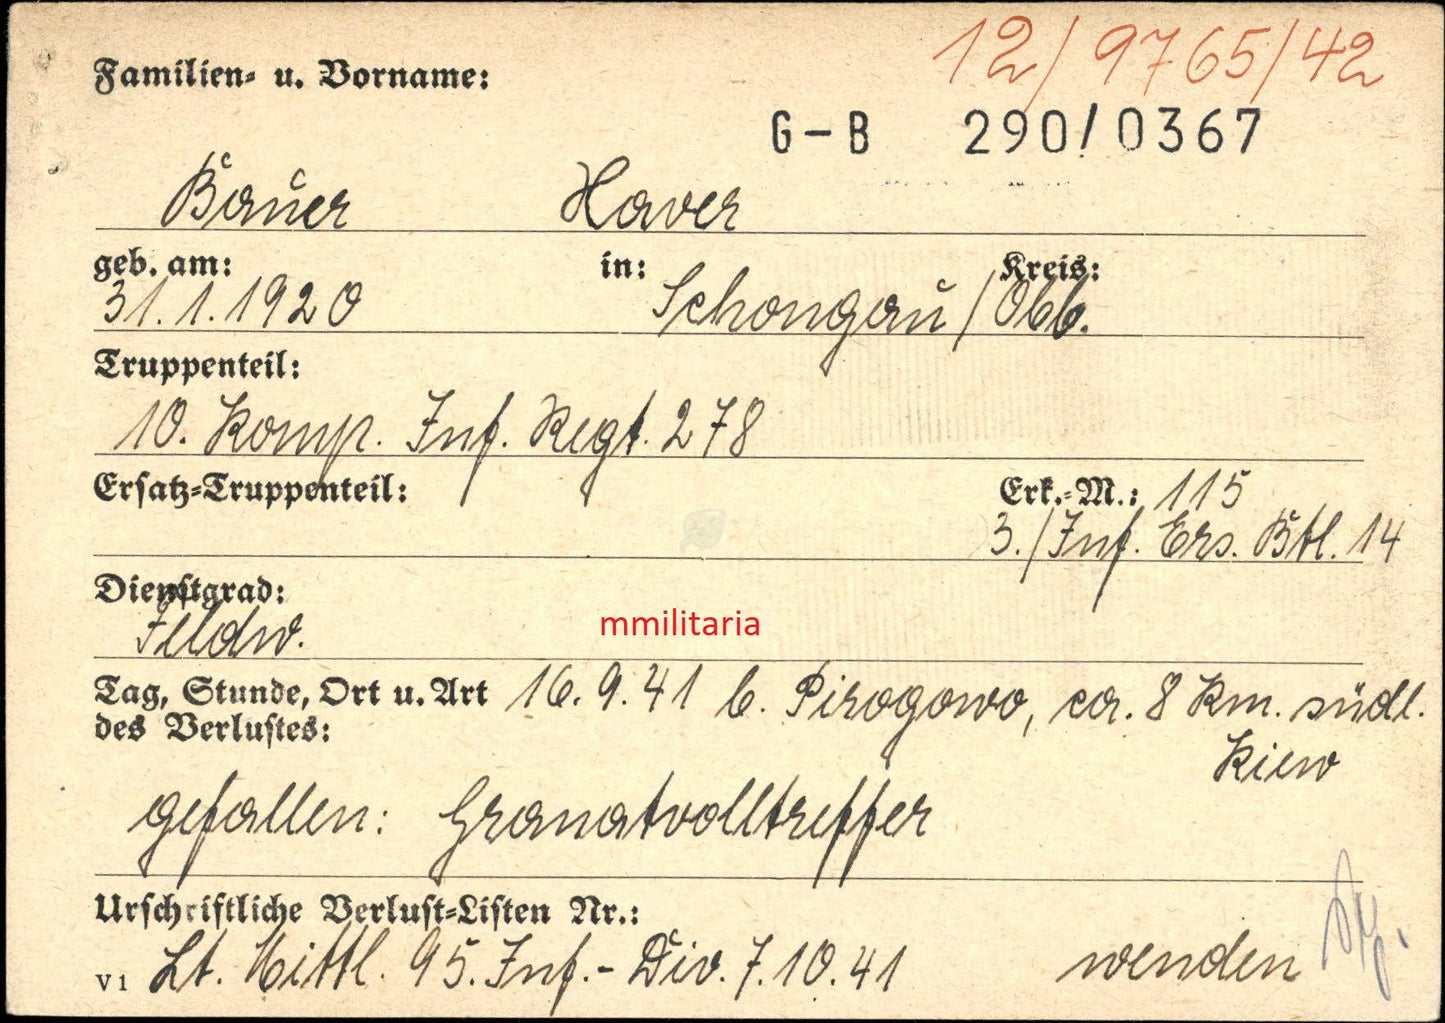 12/9765/42
Familien- u. Vorname:
G-B 290/0367
Bauer Xaver
geb. am: in: Kreis:
31.1.1920 Schongau/Obb.
Truppenteil:
10. Komp. Inf. Regt. 278
Ersatz-Truppenteil: Erk.-M.: 115
3./Inf. Ers. Btl. 14
Dienstgrad:
Feldw.
mmilitaria
Tag, Stunde, Ort u. Art 16.9.41 b. Pirogowo, ca. 8 Km. südl.
des Verlustes: Kiew
gefallen: Granatvolltreffer
Urschriftliche Verlust-Listen Nr.:
V1 Lt. Mittl. 95. Inf.-Div. 7.10.41 wenden